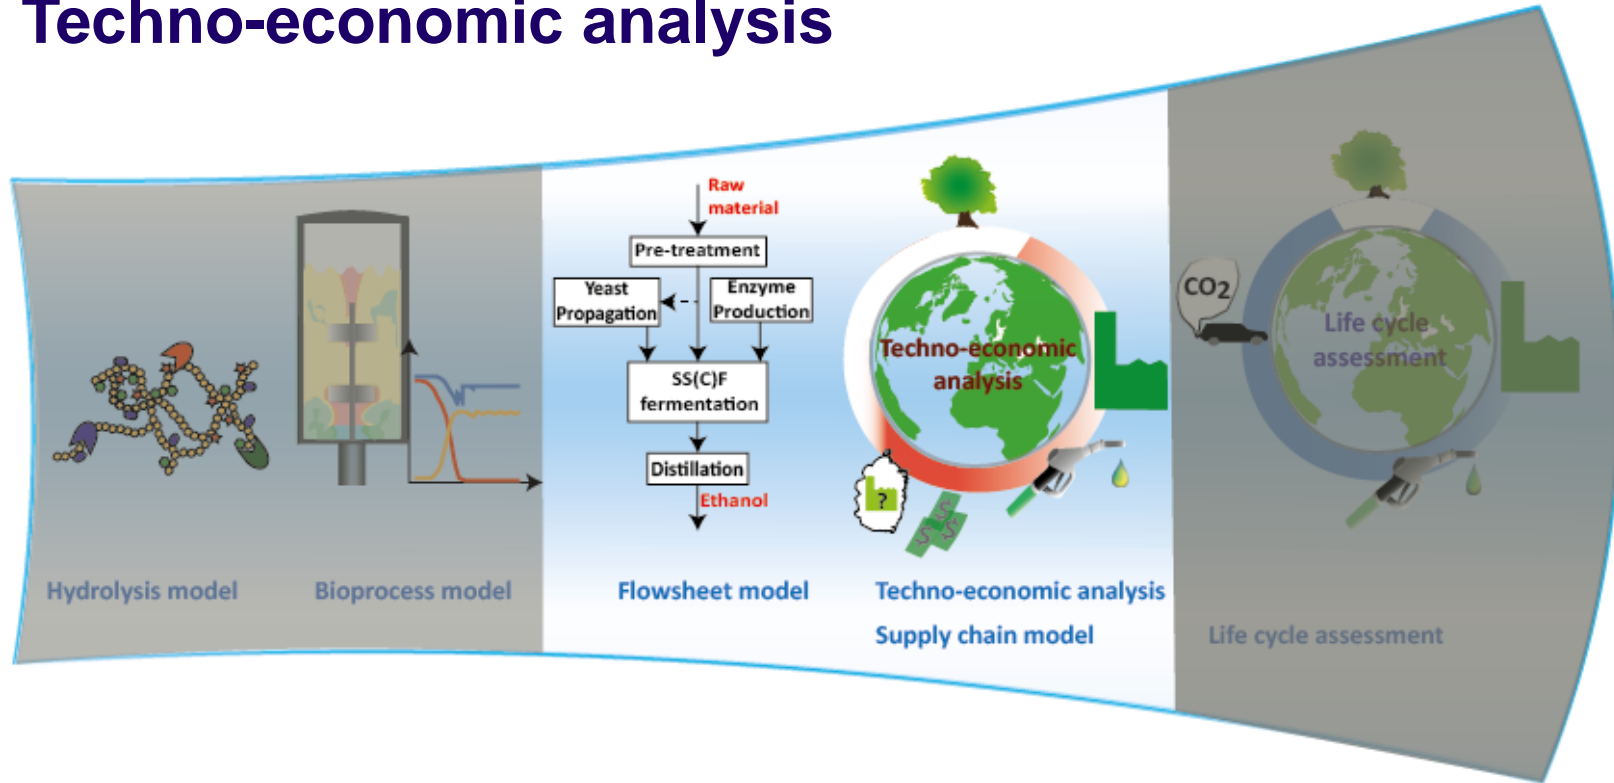 Techno-economic analysis
Raw
material
Pre-treatment
Yeast
Propagation
Enzyme
Production
SS(C)F
fermentation
Distillation
Ethanol
Techno-economic
analysis
?
$
$
$
CO2
Life cycle
assessment
Hydrolysis model
Bioprocess model
Flowsheet model
Techno-economic analysis
Supply chain model
Life cycle assessment